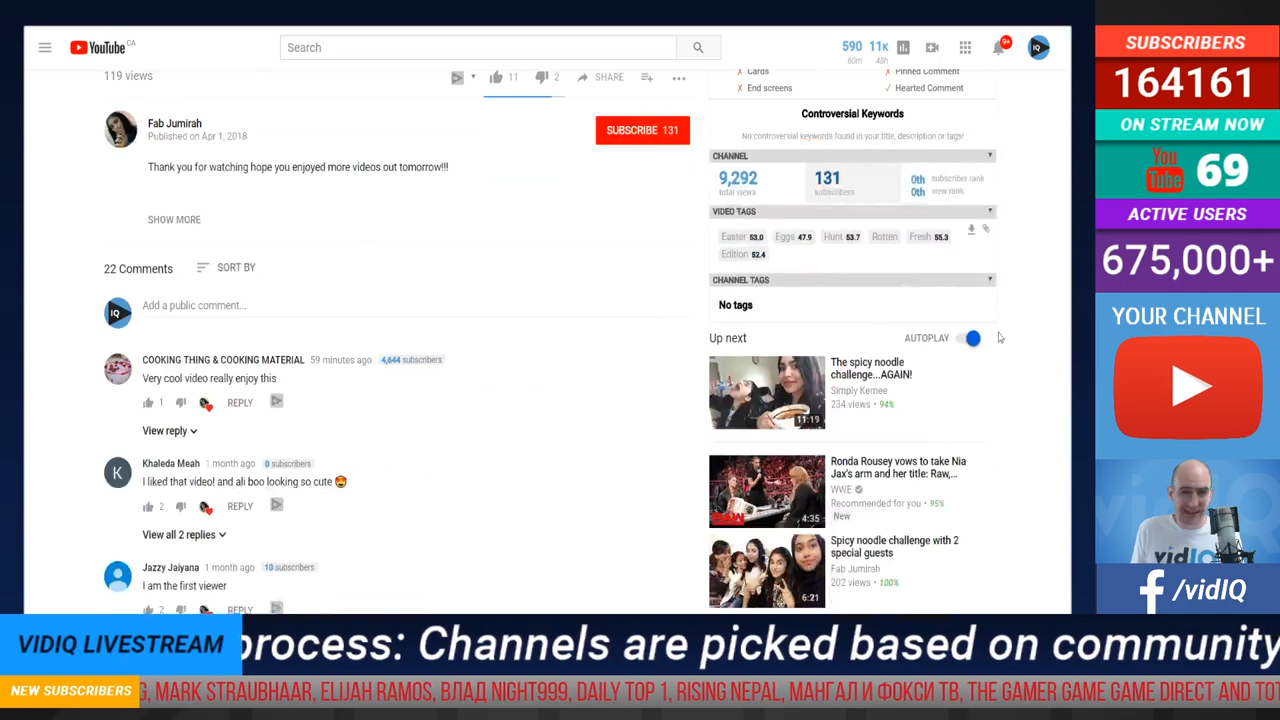 YouTube CA
Search
590 11K
60m 48h
9+
IQ
119 views
11
2
SHARE
Fab Jumirah
Published on Apr 1, 2018
SUBSCRIBE 131
Thank you for watching hope you enjoyed more videos out tomorrow!!!
SHOW MORE
22 Comments
SORT BY
IQ
Add a public comment...
COOKING THING & COOKING MATERIAL 59 minutes ago 4,644 subscribers
Very cool video really enjoy this
1 REPLY
View reply
K
Khaleda Meah 1 month ago 0 subscribers
I liked that video! and ali boo looking so cute 😍
2 REPLY
View all 2 replies
Jazzy Jaiyana 1 month ago 10 subscribers
I am the first viewer
2 REPLY
✗ Cards ✗ Pinned Comment
✗ End screens ✓ Hearted Comment
Controversial Keywords
No controversial keywords found in your title, description or tags!
CHANNEL
9,292 131 0th subscriber rank
total views subscribers 0th view rank
VIDEO TAGS
Easter 53.0 Eggs 47.9 Hunt 53.7 Rotten Fresh 55.3
Edition 52.4
CHANNEL TAGS
No tags
Up next
AUTOPLAY
The spicy noodle
challenge...AGAIN!
Simply Kemee
234 views • 94%
11:19
Ronda Rousey vows to take Nia
Jax's arm and her title: Raw,...
WWE
Recommended for you • 95%
New
RAW
4:35
Spicy noodle challenge with 2
special guests
Fab Jumirah
202 views • 100%
6:21
SUBSCRIBERS
164161
ON STREAM NOW
You Tube 69
ACTIVE USERS
675,000+
YOUR CHANNEL
vidIQ
f /vidIQ
VIDIQ LIVESTREAM
process: Channels are picked based on community
NEW SUBSCRIBERS
G, MARK STRAUBHAAR, ELIJAH RAMOS, ВЛАД NIGHT999, DAILY TOP 1, RISING NEPAL, МАНГАЛ И ФОКСИ ТВ, THE GAMER GAME GAME DIRECT AND TOT